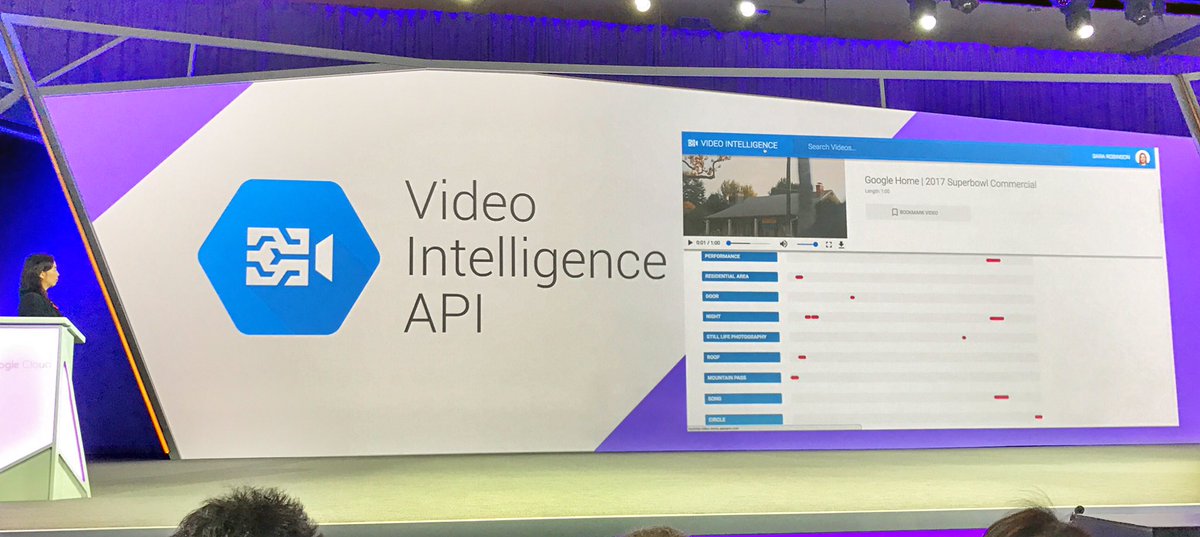 Video
Intelligence
API
VIDEO INTELLIGENCE
Search Videos...
SARA ROBINSON
Google Home | 2017 Superbowl Commercial
Length: 1:00
BOOKMARK VIDEO
0:01 / 1:00
PERFORMANCE
RESIDENTIAL AREA
DOOR
NIGHT
STILL LIFE PHOTOGRAPHY
ROOF
MOUNTAIN PASS
SONG
CIRCLE
ogle Cloud